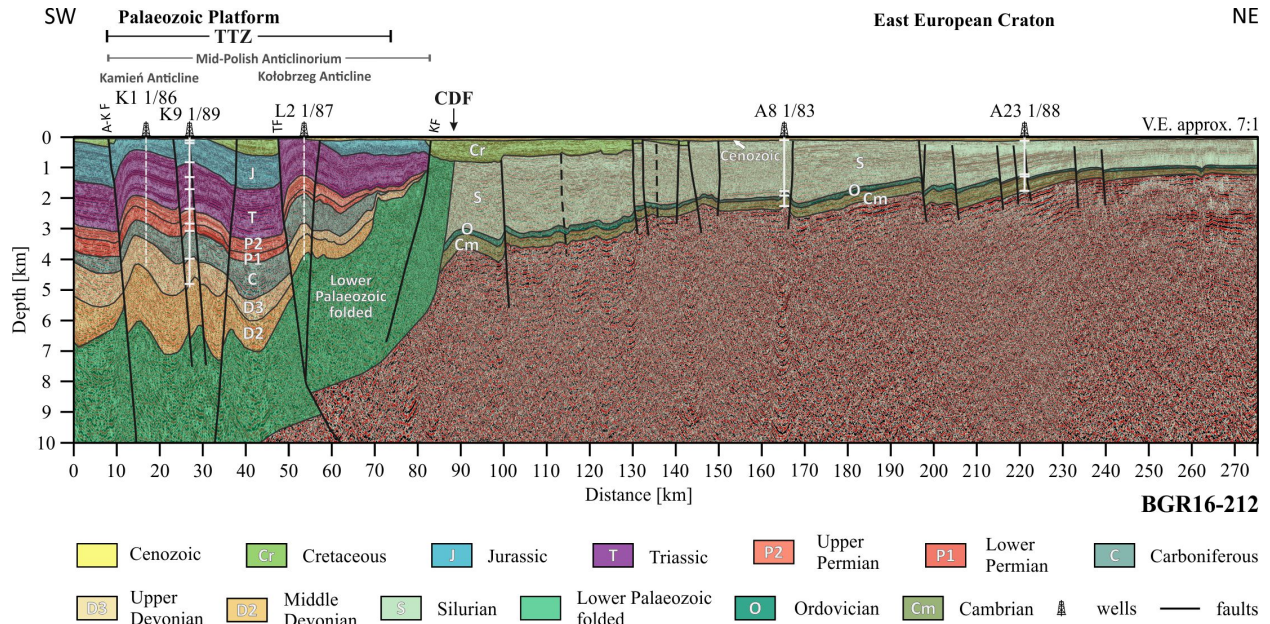 SW
Palaeozoic Platform
East European Craton
NE
TTZ
Mid-Polish Anticlinorium
Kamień Anticline
Kołobrzeg Anticline
A-K F
K1 1/86
K9 1/89
TF
L2 1/87
KF
CDF
A8 1/83
A23 1/88
V.E. approx. 7:1
Depth [km]
0
1
2
3
4
5
6
7
8
9
10
J
T
P2
P1
C
D3
D2
Lower
Palaeozoic
folded
Cr
S
O
Cm
Cenozoic
S
O
Cm
0 10 20 30 40 50 60 70 80 90 100 110 120 130 140 150 160 170 180 190 200 210 220 230 240 250 260 270
Distance [km]
BGR16-212
Cenozoic
Cr Cretaceous
J Jurassic
T Triassic
P2 Upper
Permian
P1 Lower
Permian
C Carboniferous
D3 Upper
Devonian
D2 Middle
Devonian
S Silurian
Lower Palaeozoic
folded
O Ordovician
Cm Cambrian
wells
faults